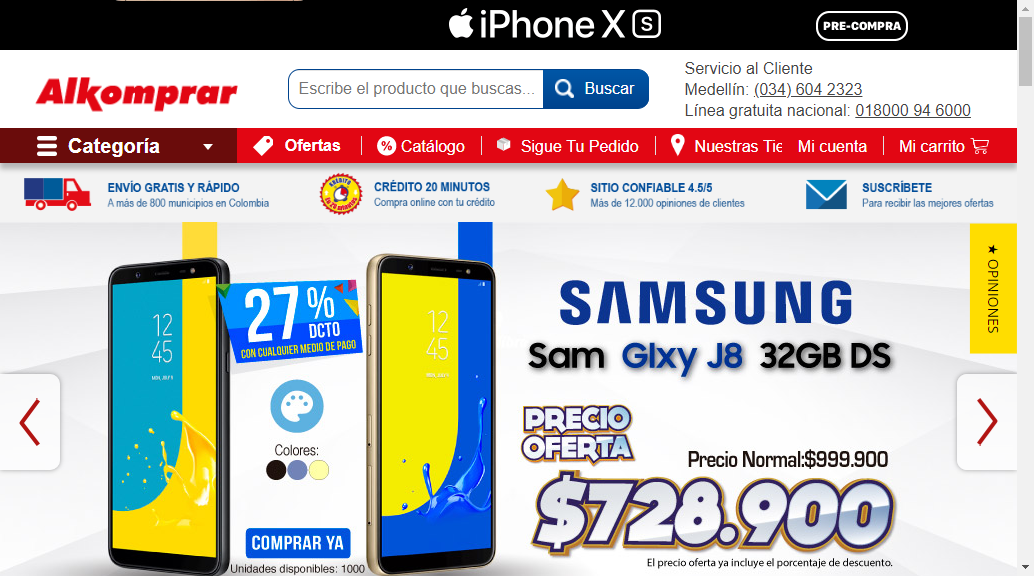 iPhone X S
PRE-COMPRA
Alkomprar
Escribe el producto que buscas...
Buscar
Servicio al Cliente
Medellín: (034) 604 2323
Línea gratuita nacional: 018000 94 6000
Categoría
Ofertas
Catálogo
Sigue Tu Pedido
Nuestras Tie
Mi cuenta
Mi carrito
ENVÍO GRATIS Y RÁPIDO
A más de 800 municipios en Colombia
CRÉDITO 20 MINUTOS
Compra online con tu crédito
SITIO CONFIABLE 4.5/5
Más de 12.000 opiniones de clientes
SUSCRÍBETE
Para recibir las mejores ofertas
★ OPINIONES
12
45
27% DCTO
CON CUALQUIER MEDIO DE PAGO
Colores:
COMPRAR YA
Unidades disponibles: 1000
12
45
SAMSUNG
Sam Glxy J8 32GB DS
PRECIO
OFERTA
Precio Normal:$999.900
$728.900
El precio oferta ya incluye el porcentaje de descuento.